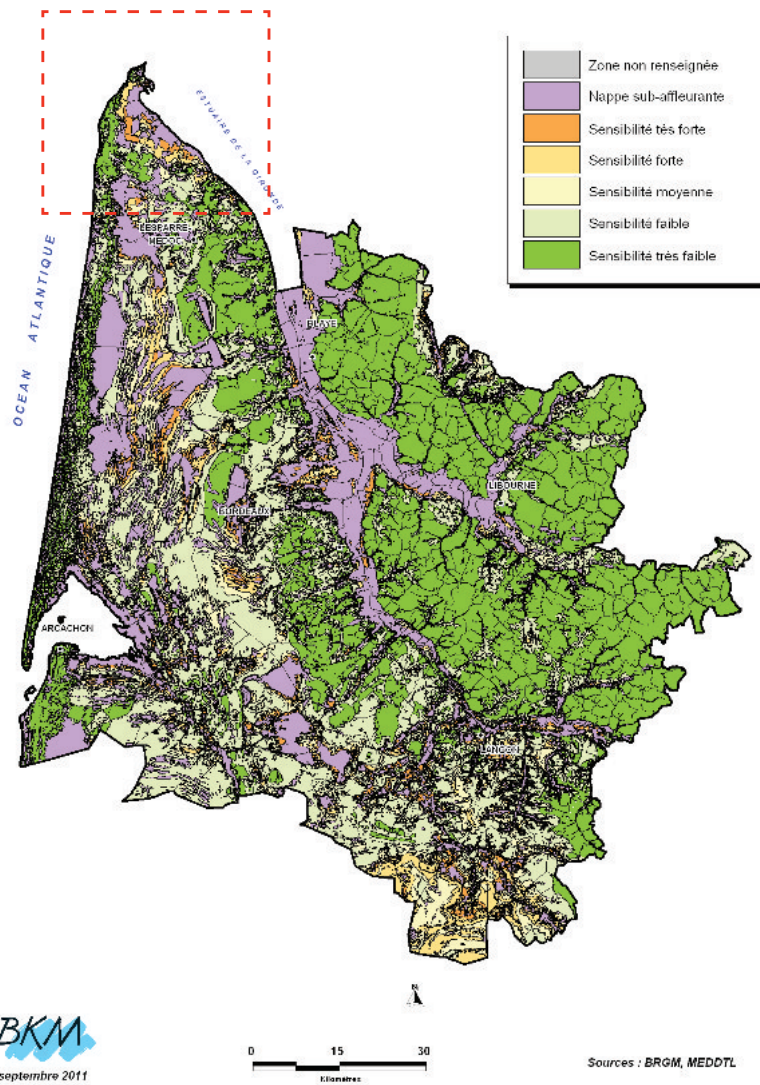 Zone non renseignée
Nappe sub-affleurante
Sensibilité tès forte
Sensibilité forte
Sensibilité moyenne
Sensibilité faible
Sensibilité très faible
ESTUAIRE DE LA GIRONDE
OCEAN ATLANTIQUE
LESPARRE-
MEDOC
BLAYE
LIBOURNE
BORDEAUX
ARCACHON
LANGON
N
BKM
septembre 2011
0 15 30
Kilomètres
Sources : BRGM, MEDDTL